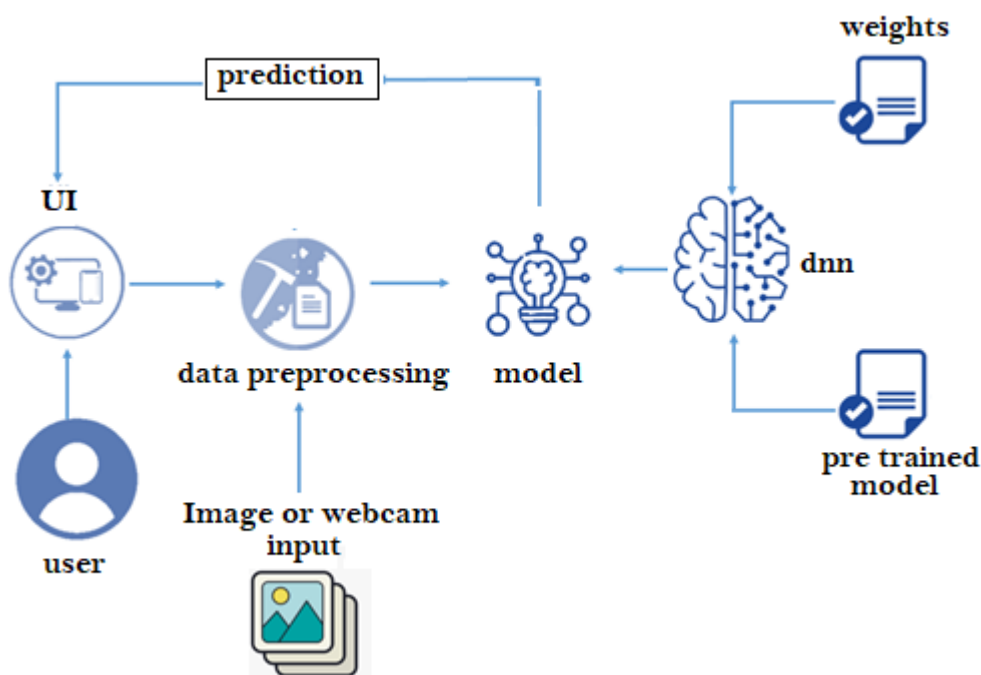 weights
prediction
UI
dnn
data preprocessing
model
pre trained
model
Image or webcam
input
user